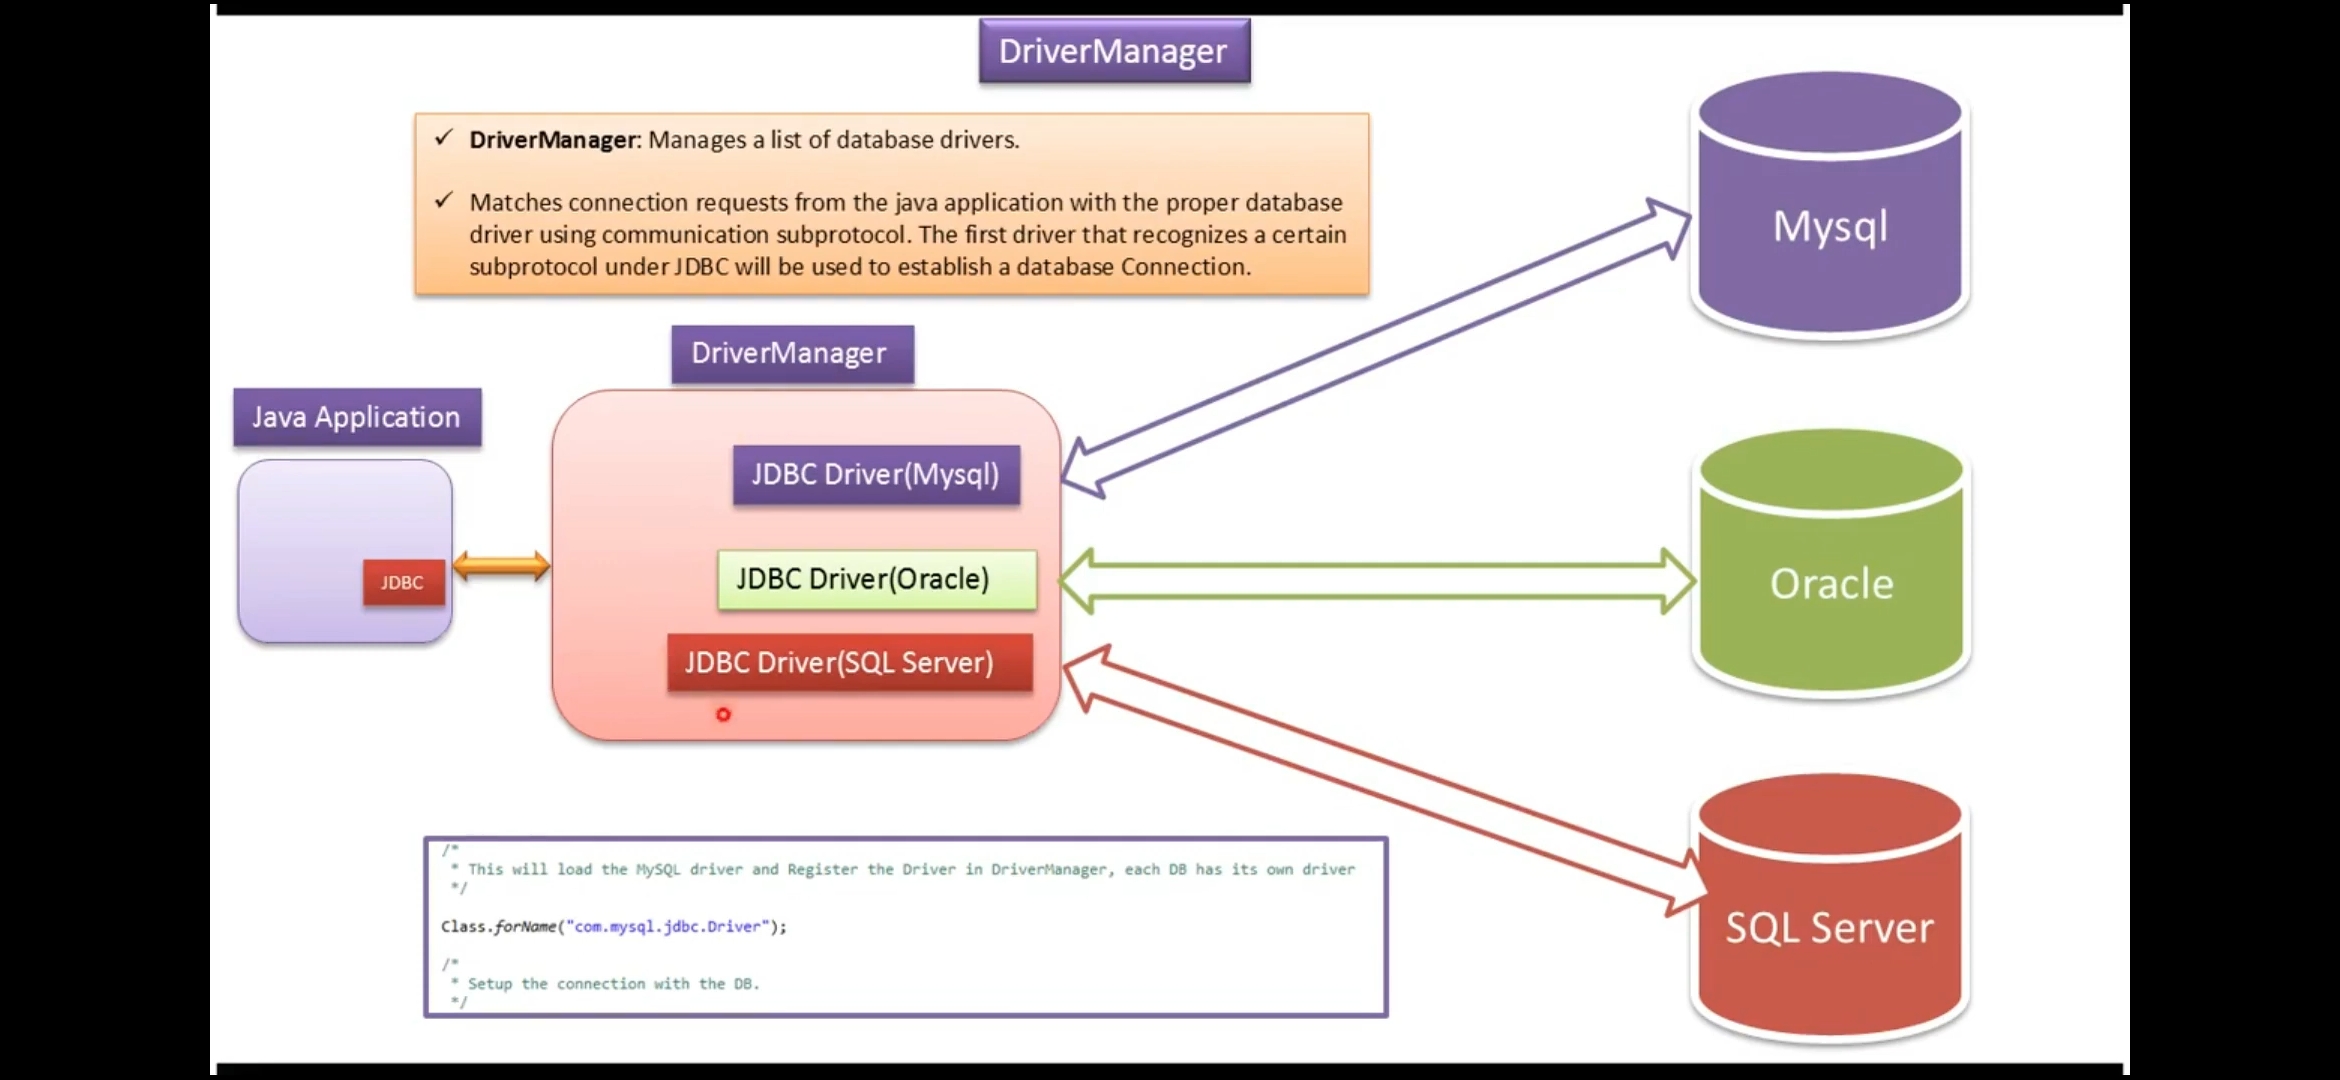 DriverManager
✓ DriverManager: Manages a list of database drivers.
✓ Matches connection requests from the java application with the proper database
driver using communication subprotocol. The first driver that recognizes a certain
subprotocol under JDBC will be used to establish a database Connection.
DriverManager
Java Application
JDBC
JDBC Driver(Mysql)
JDBC Driver(Oracle)
JDBC Driver(SQL Server)
Mysql
Oracle
SQL Server
/*
* This will load the MySQL driver and Register the Driver in DriverManager, each DB has its own driver
*/
Class.forName("com.mysql.jdbc.Driver");
/*
* Setup the connection with the DB.
*/